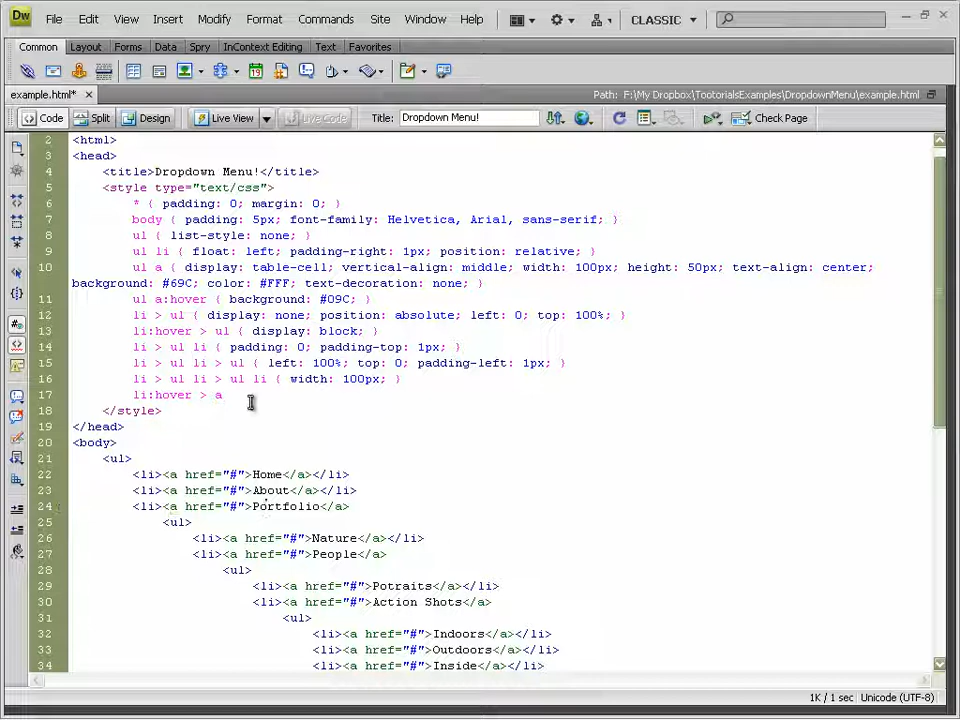 Dw File Edit View Insert Modify Format Commands Site Window Help CLASSIC
Common Layout Forms Data Spry InContext Editing Text Favorites
example.html* Path: F:\My Dropbox\TootorialsExamples\DropdownMenu\example.html
Code Split Design Live View Live Code Title: Dropdown Menu! Check Page
2 <html>
3 <head>
4 <title>Dropdown Menu!</title>
5 <style type="text/css">
6 * { padding: 0; margin: 0; }
7 body { padding: 5px; font-family: Helvetica, Arial, sans-serif; }
8 ul { list-style: none; }
9 ul li { float: left; padding-right: 1px; position: relative; }
10 ul a { display: table-cell; vertical-align: middle; width: 100px; height: 50px; text-align: center;
background: #69C; color: #FFF; text-decoration: none; }
11 ul a:hover { background: #09C; }
12 li > ul { display: none; position: absolute; left: 0; top: 100%; }
13 li:hover > ul { display: block; }
14 li > ul li { padding: 0; padding-top: 1px; }
15 li > ul li > ul { left: 100%; top: 0; padding-left: 1px; }
16 li > ul li > ul li { width: 100px; }
17 li:hover > a
18 </style>
19 </head>
20 <body>
21 <ul>
22 <li><a href="#">Home</a></li>
23 <li><a href="#">About</a></li>
24 <li><a href="#">Portfolio</a>
25 <ul>
26 <li><a href="#">Nature</a></li>
27 <li><a href="#">People</a>
28 <ul>
29 <li><a href="#">Potraits</a></li>
30 <li><a href="#">Action Shots</a>
31 <ul>
32 <li><a href="#">Indoors</a></li>
33 <li><a href="#">Outdoors</a></li>
34 <li><a href="#">Inside</a></li>
1K / 1 sec Unicode (UTF-8)